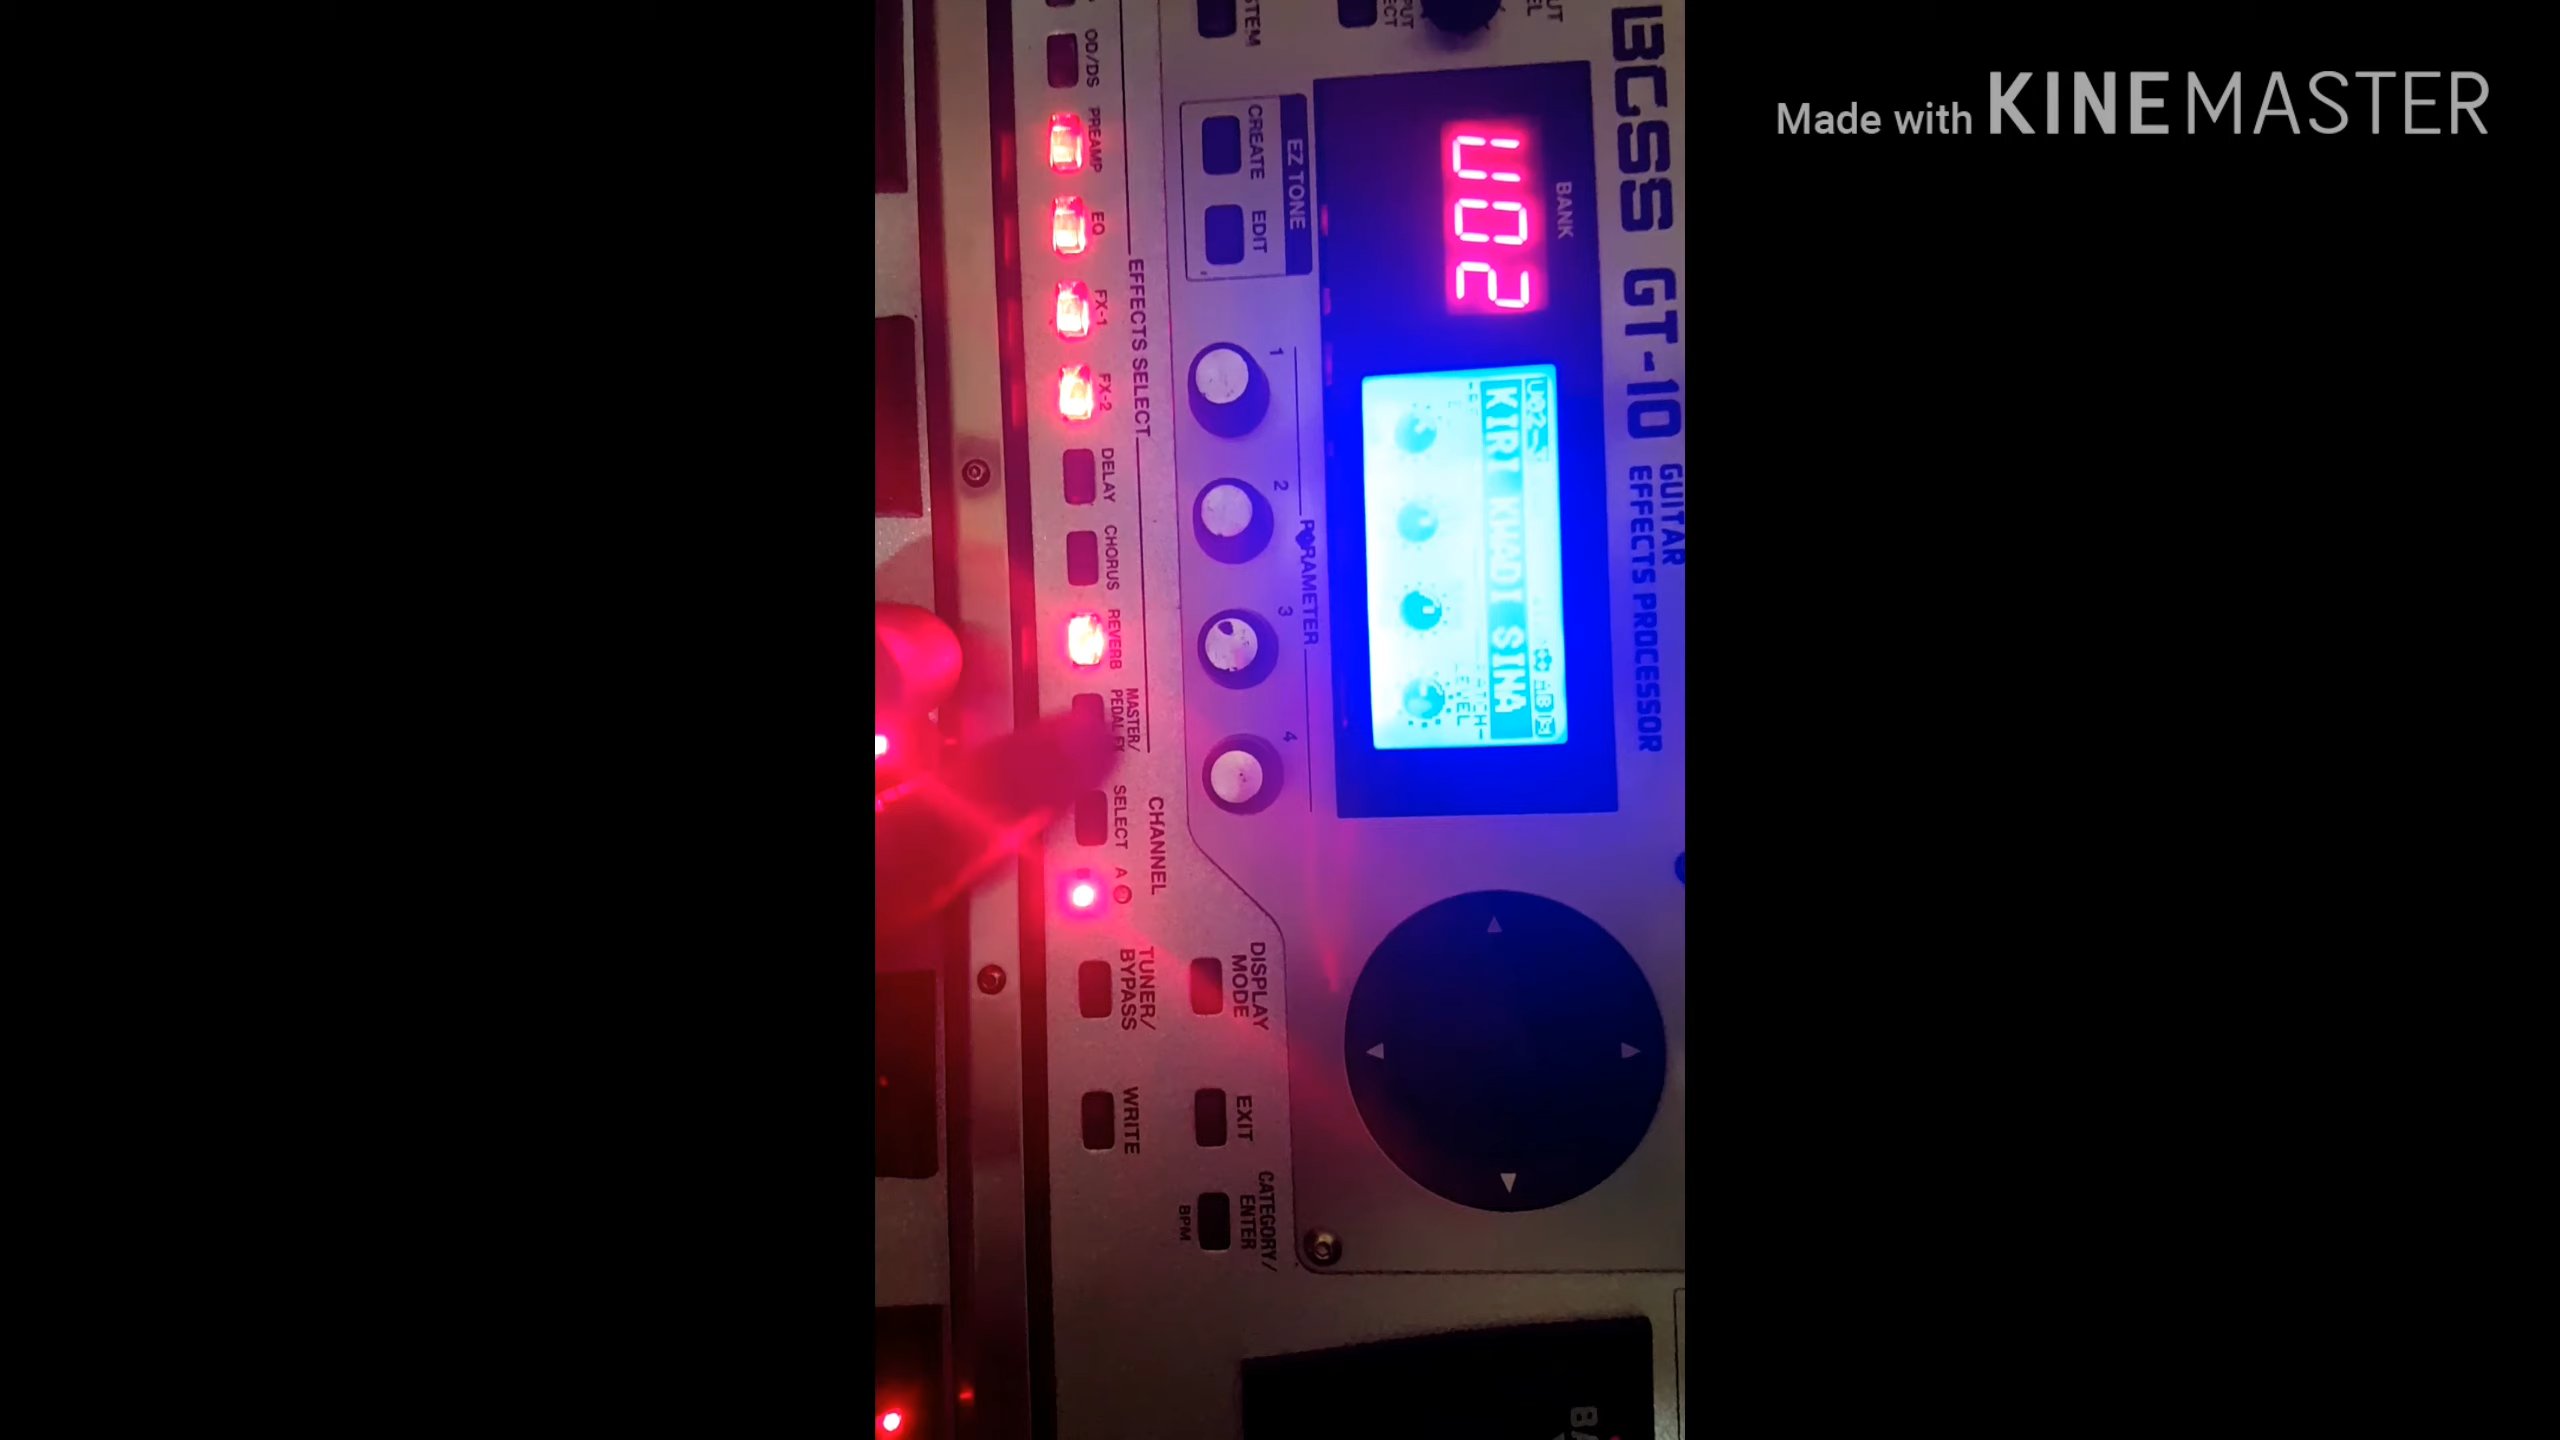 Made with KINEMASTER
BOSS GT-10 GUITAR
EFFECTS PROCESSOR
BANK
U02
KIRI KHADI SINA
LEVEL
EZ TONE
CREATE
EDIT
PARAMETER
1
2
3
4
EFFECTS SELECT
OD/DS
PREAMP
EQ
FX-1
FX-2
DELAY
CHORUS
REVERB
MASTER/
PEDAL FX
CHANNEL
SELECT
A
DISPLAY
MODE
EXIT
CATEGORY/
ENTER
BPM
TUNER/
BYPASS
WRITE